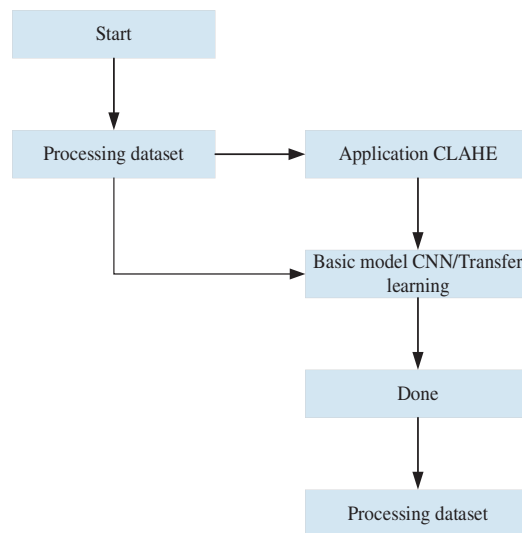 Start
Processing dataset
Application CLAHE
Basic model CNN/Transfer
learning
Done
Processing dataset